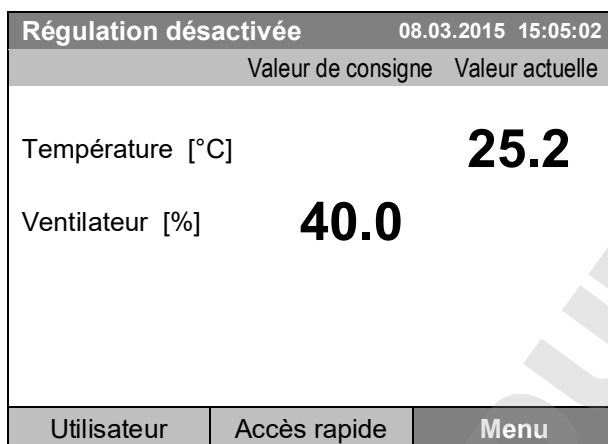 Régulation désactivée 08.03.2015 15:05:02
Valeur de consigne Valeur actuelle
Température [°C] 25.2
Ventilateur [%] 40.0
Utilisateur Accès rapide Menu